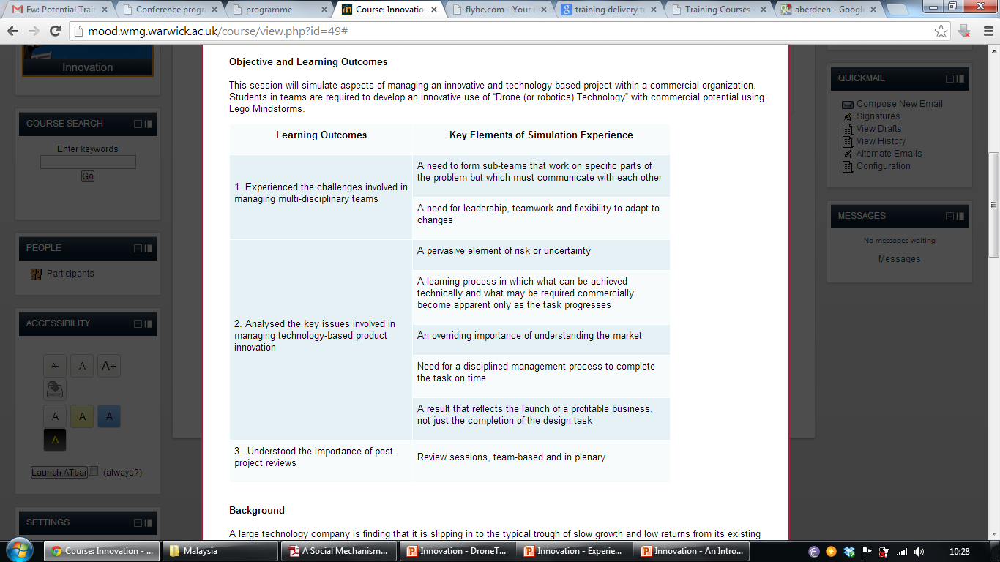 Fw: Potential Trai
Conference prog
programme
Course: Innovatio
flybe.com - Your
training delivery t
Training Courses
aberdeen - Google
mood.wmg.warwick.ac.uk/course/view.php?id=49#
Innovation
COURSE SEARCH
Enter keywords
Go
PEOPLE
Participants
ACCESSIBILITY
A- A A+
A A A
A
Launch ATbar (always?)
SETTINGS
Objective and Learning Outcomes
This session will simulate aspects of managing an innovative and technology-based project within a commercial organization.
Students in teams are required to develop an innovative use of “Drone (or robotics) Technology” with commercial potential using
Lego Mindstorms.
Learning Outcomes
Key Elements of Simulation Experience
1. Experienced the challenges involved in
managing multi-disciplinary teams
A need to form sub-teams that work on specific parts of
the problem but which must communicate with each other
A need for leadership, teamwork and flexibility to adapt to
changes
2. Analysed the key issues involved in
managing technology-based product
innovation
A pervasive element of risk or uncertainty
A learning process in which what can be achieved
technically and what may be required commercially
become apparent only as the task progresses
An overriding importance of understanding the market
Need for a disciplined management process to complete
the task on time
A result that reflects the launch of a profitable business,
not just the completion of the design task
3. Understood the importance of post-
project reviews
Review sessions, team-based and in plenary
Background
A large technology company is finding that it is slipping in to the typical trough of slow growth and low returns from its existing
QUICKMAIL
Compose New Email
Signatures
View Drafts
View History
Alternate Emails
Configuration
MESSAGES
No messages waiting
Messages
Course: Innovation - ...
Malaysia
A Social Mechanism...
Innovation - DroneT...
Innovation - Experie...
Innovation - An Intro...
10:28